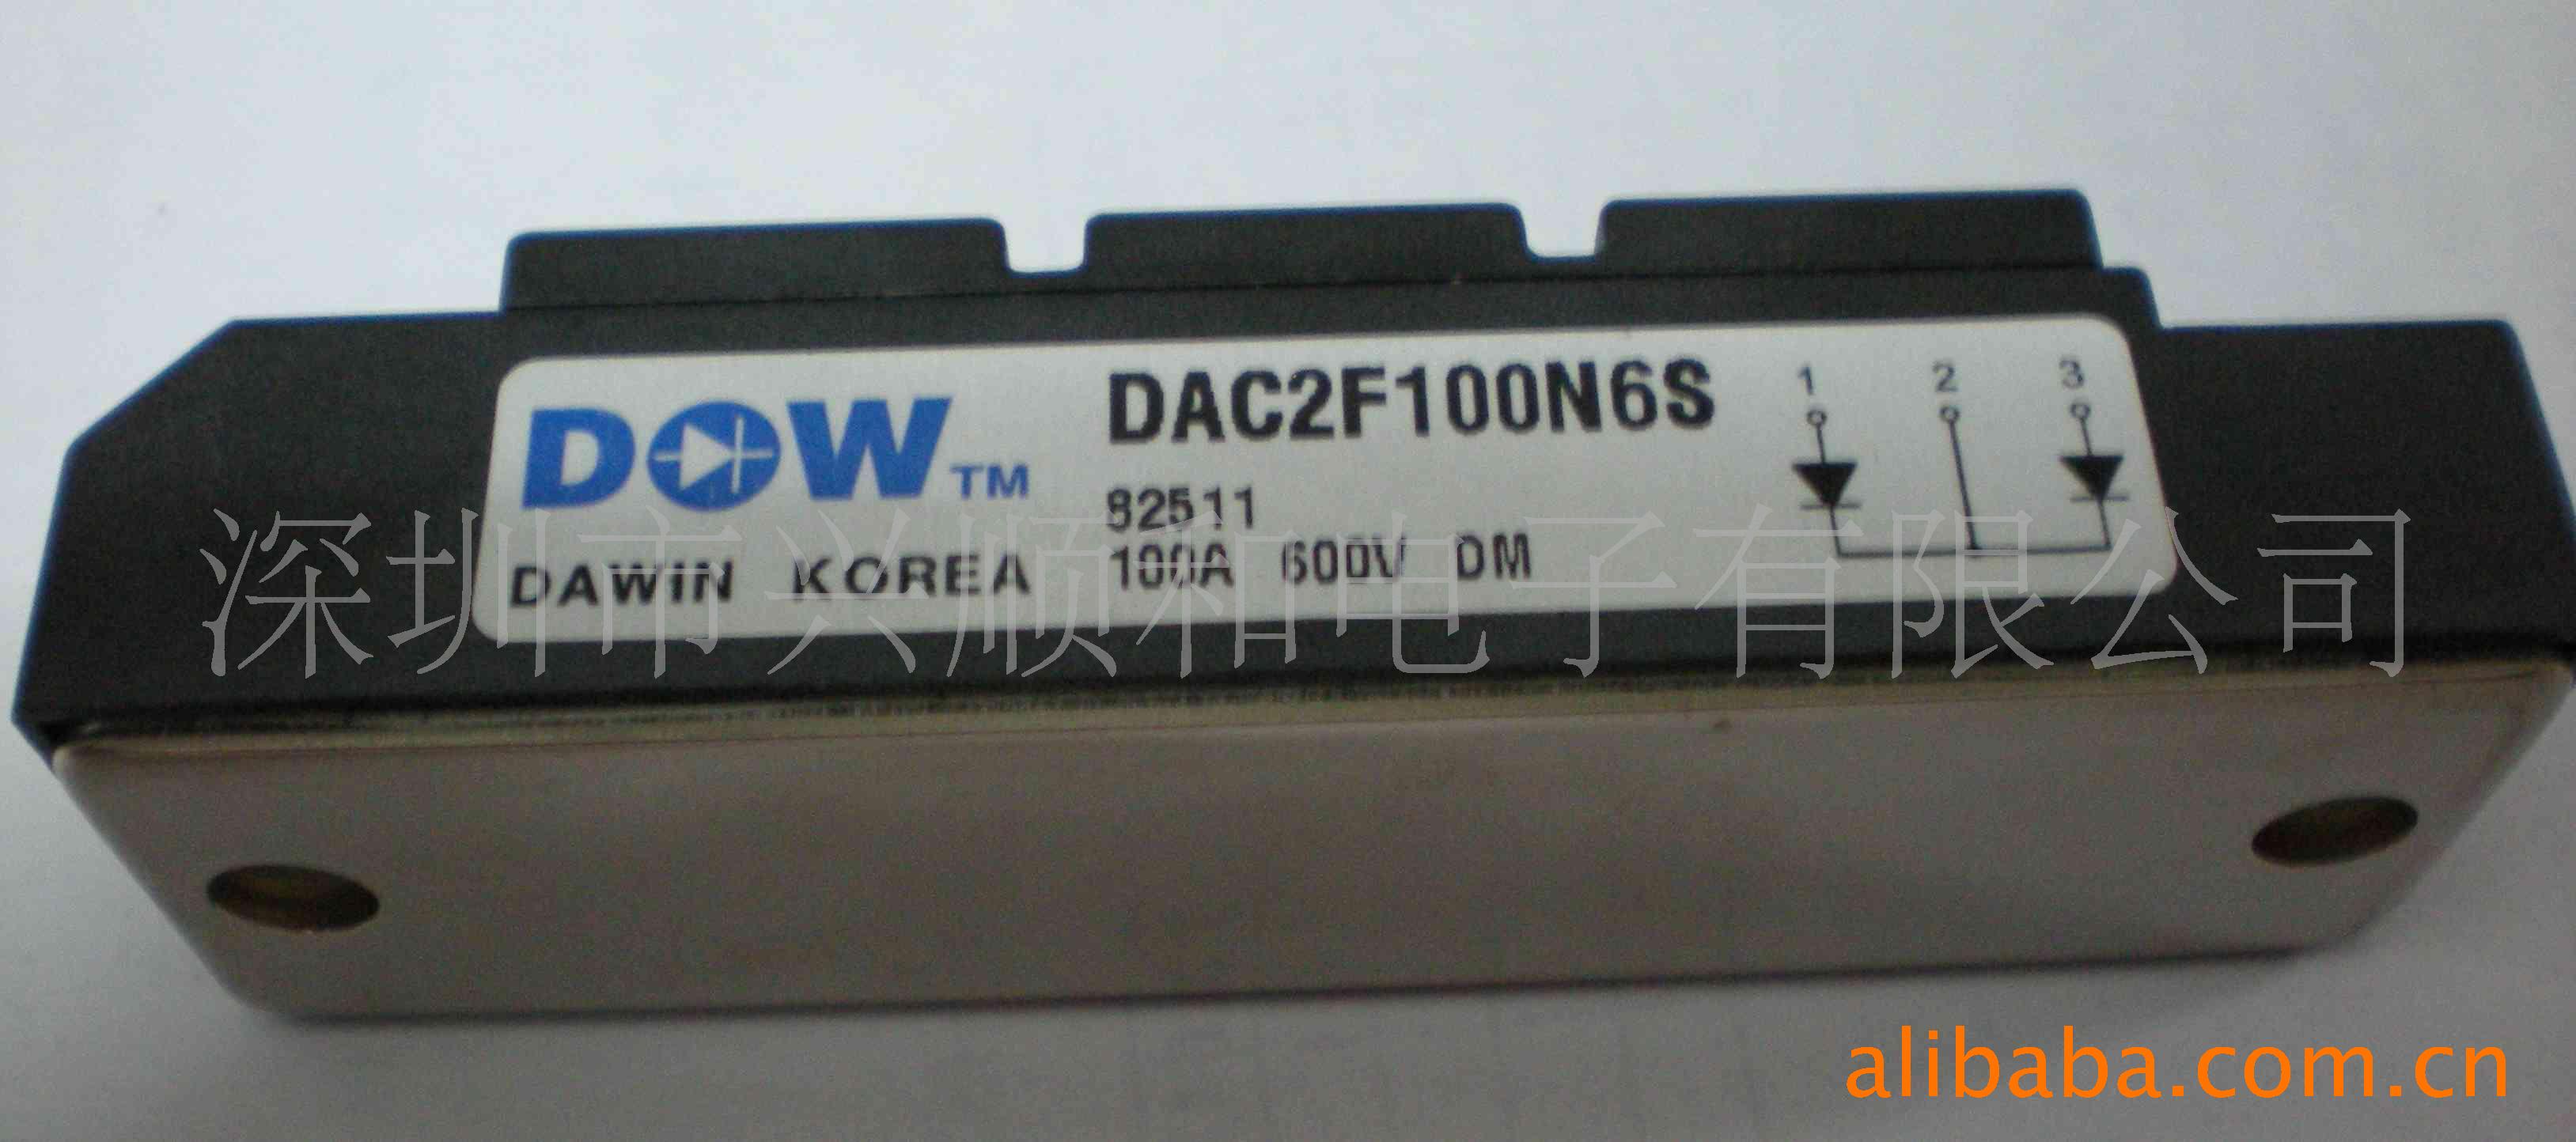 DOW TM
DAWIN KOREA
DAC2F100N6S
82511
100A 600V DM
1 2 3
深圳市兴顺和电子有限公司
alibaba.com.cn